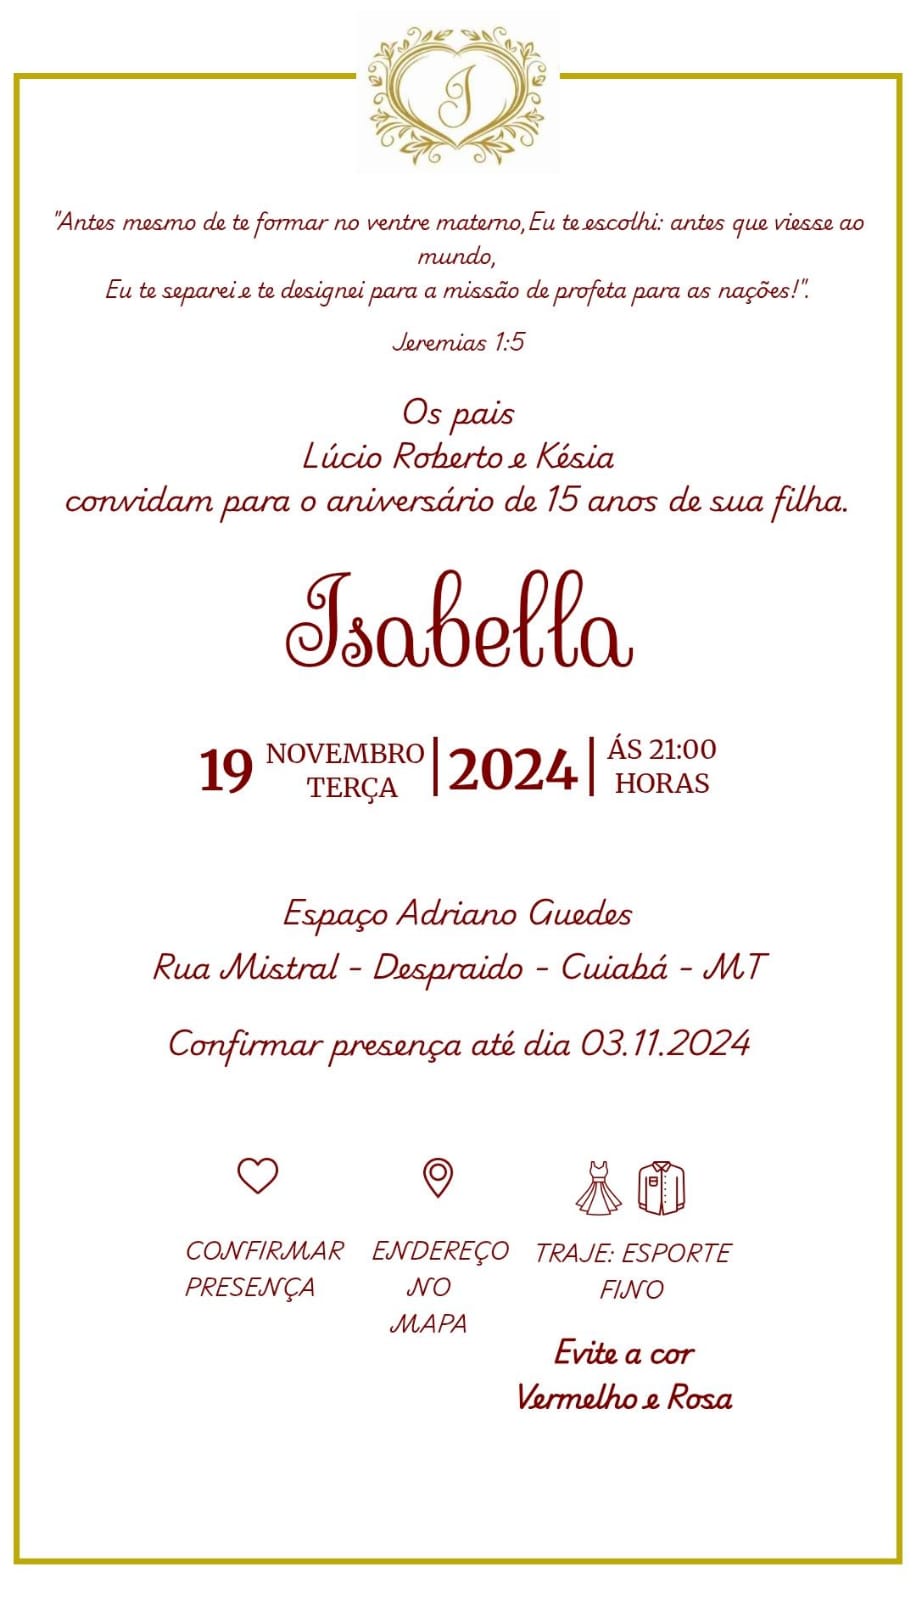 J
"Antes mesmo de te formar no ventre materno,Eu te escolhi: antes que viesse ao
mundo,
Eu te separei e te designei para a missão de profeta para as nações!".
Jeremias 1:5
Os pais
Lúcio Roberto e Késia
convidam para o aniversário de 15 anos de sua filha.
Isabella
19 NOVEMBRO TERÇA | 2024 | ÁS 21:00 HORAS
Espaço Adriano Guedes
Rua Mistral - Despraido - Cuiabá - MT
Confirmar presença até dia 03.11.2024
CONFIRMAR
PRESENÇA
ENDEREÇO
NO
MAPA
TRAJE: ESPORTE
FINO
Evite a cor
Vermelho e Rosa